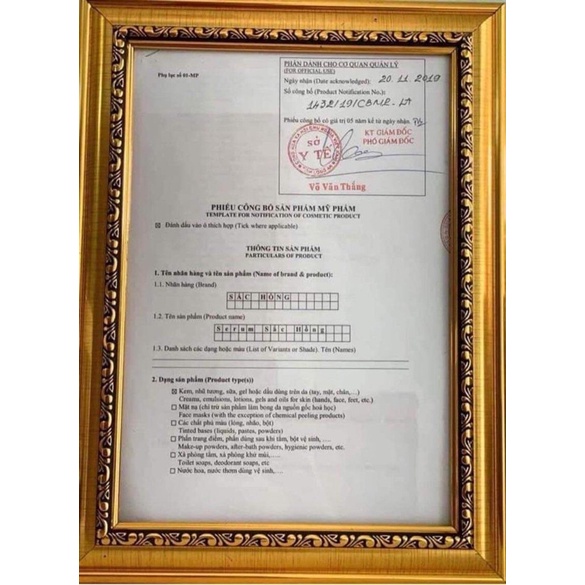 Phụ lục số 01-MP
PHẦN DÀNH CHO CƠ QUAN QUẢN LÝ
(FOR OFFICIAL USE)
Ngày nhận (Date acknowledged): 20.11.2019
Số công bố (Product Notification No.):
1432/19/CBMP-LA
Phiếu công bố có giá trị 05 năm kể từ ngày nhận.
KT GIÁM ĐỐC
PHÓ GIÁM ĐỐC
SỞ
Y TẾ
Võ Văn Thắng
PHIẾU CÔNG BỐ SẢN PHẨM MỸ PHẨM
TEMPLATE FOR NOTIFICATION OF COSMETIC PRODUCT
☒ Đánh dấu vào ô thích hợp (Tick where applicable)
THÔNG TIN SẢN PHẨM
PARTICULARS OF PRODUCT
1. Tên nhãn hàng và tên sản phẩm (Name of brand & product):
1.1. Nhãn hàng (Brand)
SẮC HỒNG
1.2. Tên sản phẩm (Product name)
Serum Sắc Hồng
1.3. Danh sách các dạng hoặc màu (List of Variants or Shade). Tên (Names)
2. Dạng sản phẩm (Product type(s))
☒ Kem, nhũ tương, sữa, gel hoặc dầu dùng trên da (tay, mặt, chân,...)
Creams, emulsions, lotions, gels and oils for skin (hands, face, feet, etc.)
☐ Mặt nạ (chỉ trừ sản phẩm làm bong da nguồn gốc hoá học)
Face masks (with the exception of chemical peeling products)
☐ Các chất phủ màu (lỏng, nhão, bột)
Tinted bases (liquids, pastes, powders)
☐ Phấn trang điểm, phấn dùng sau khi tắm, bột vệ sinh, ....
Make-up powders, after-bath powders, hygienic powders, etc.
☐ Xà phòng tắm, xà phòng khử mùi,.....
Toilet soaps, deodorant soaps, etc
☐ Nước hoa, nước thơm dùng vệ sinh,....